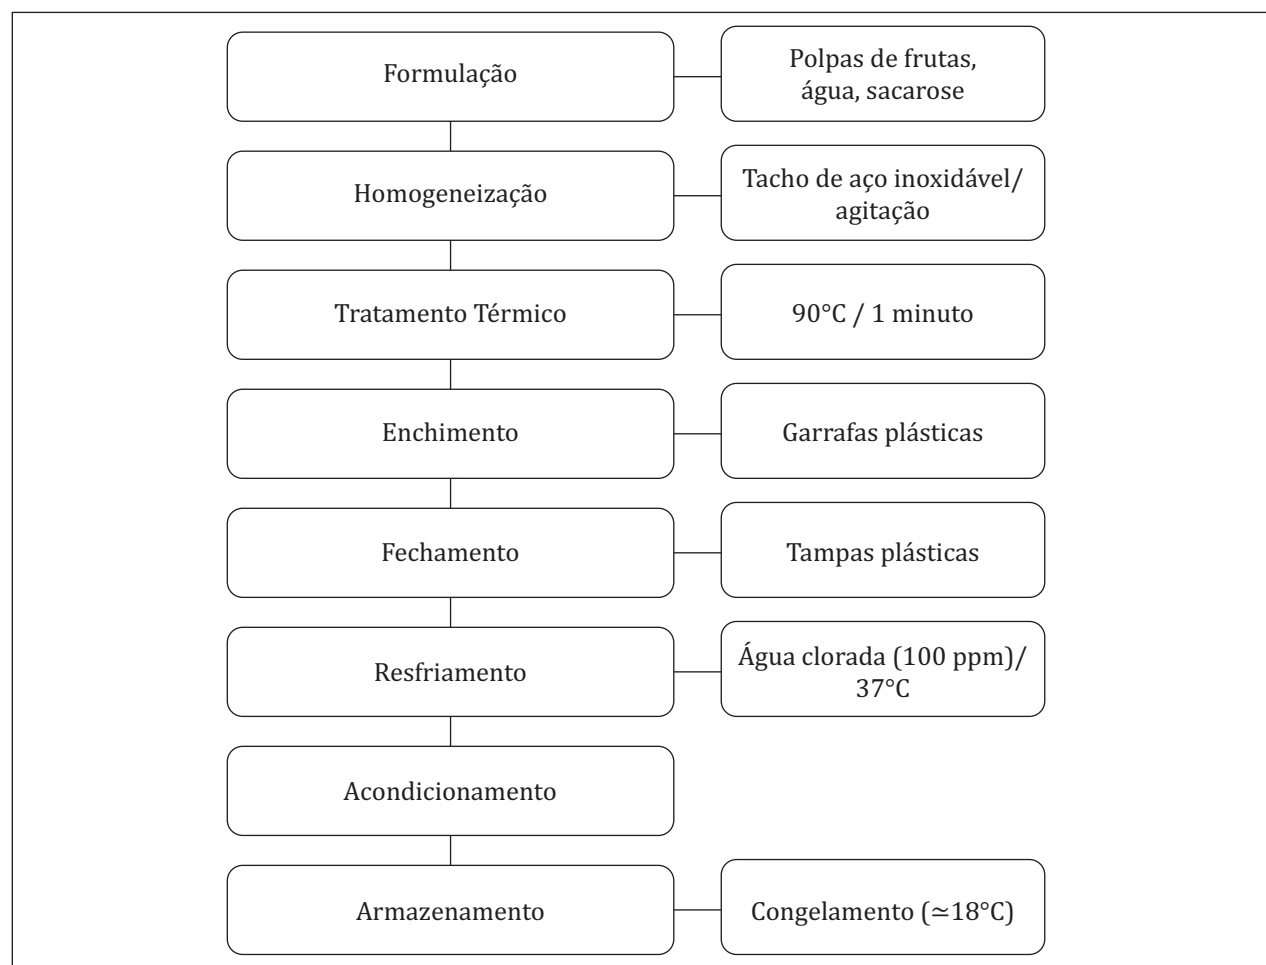 Formulação
Polpas de frutas,
água, sacarose
Homogeneização
Tacho de aço inoxidável/
agitação
Tratamento Térmico
90°C / 1 minuto
Enchimento
Garrafas plásticas
Fechamento
Tampas plásticas
Resfriamento
Água clorada (100 ppm)/
37°C
Acondicionamento
Armazenamento
Congelamento (≃18°C)